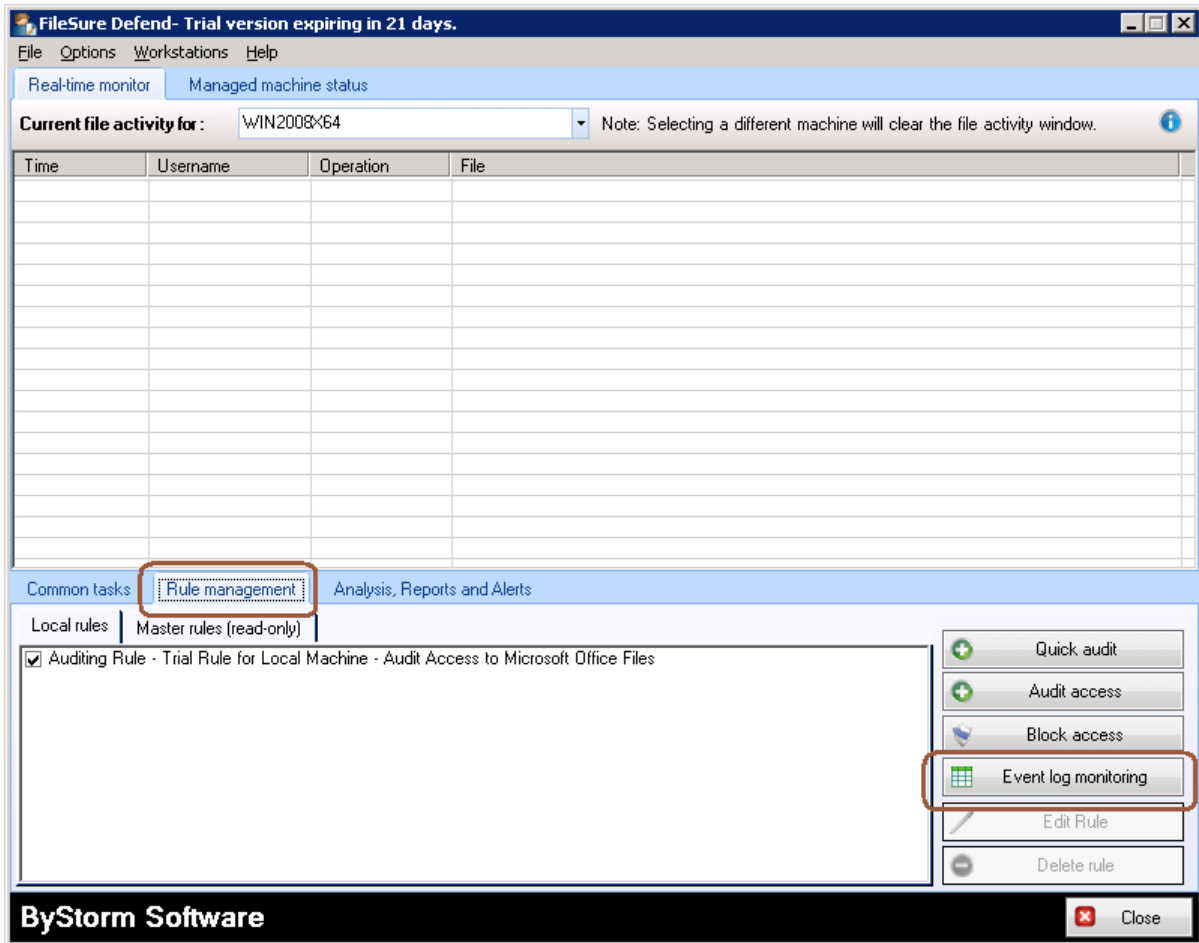 FileSure Defend- Trial version expiring in 21 days.
File Options Workstations Help
Real-time monitor Managed machine status
Current file activity for : WIN2008X64 Note: Selecting a different machine will clear the file activity window.
Time Username Operation File
Common tasks Rule management Analysis, Reports and Alerts
Local rules Master rules (read-only)
Auditing Rule - Trial Rule for Local Machine - Audit Access to Microsoft Office Files
Quick audit
Audit access
Block access
Event log monitoring
Edit Rule
Delete rule
ByStorm Software Close